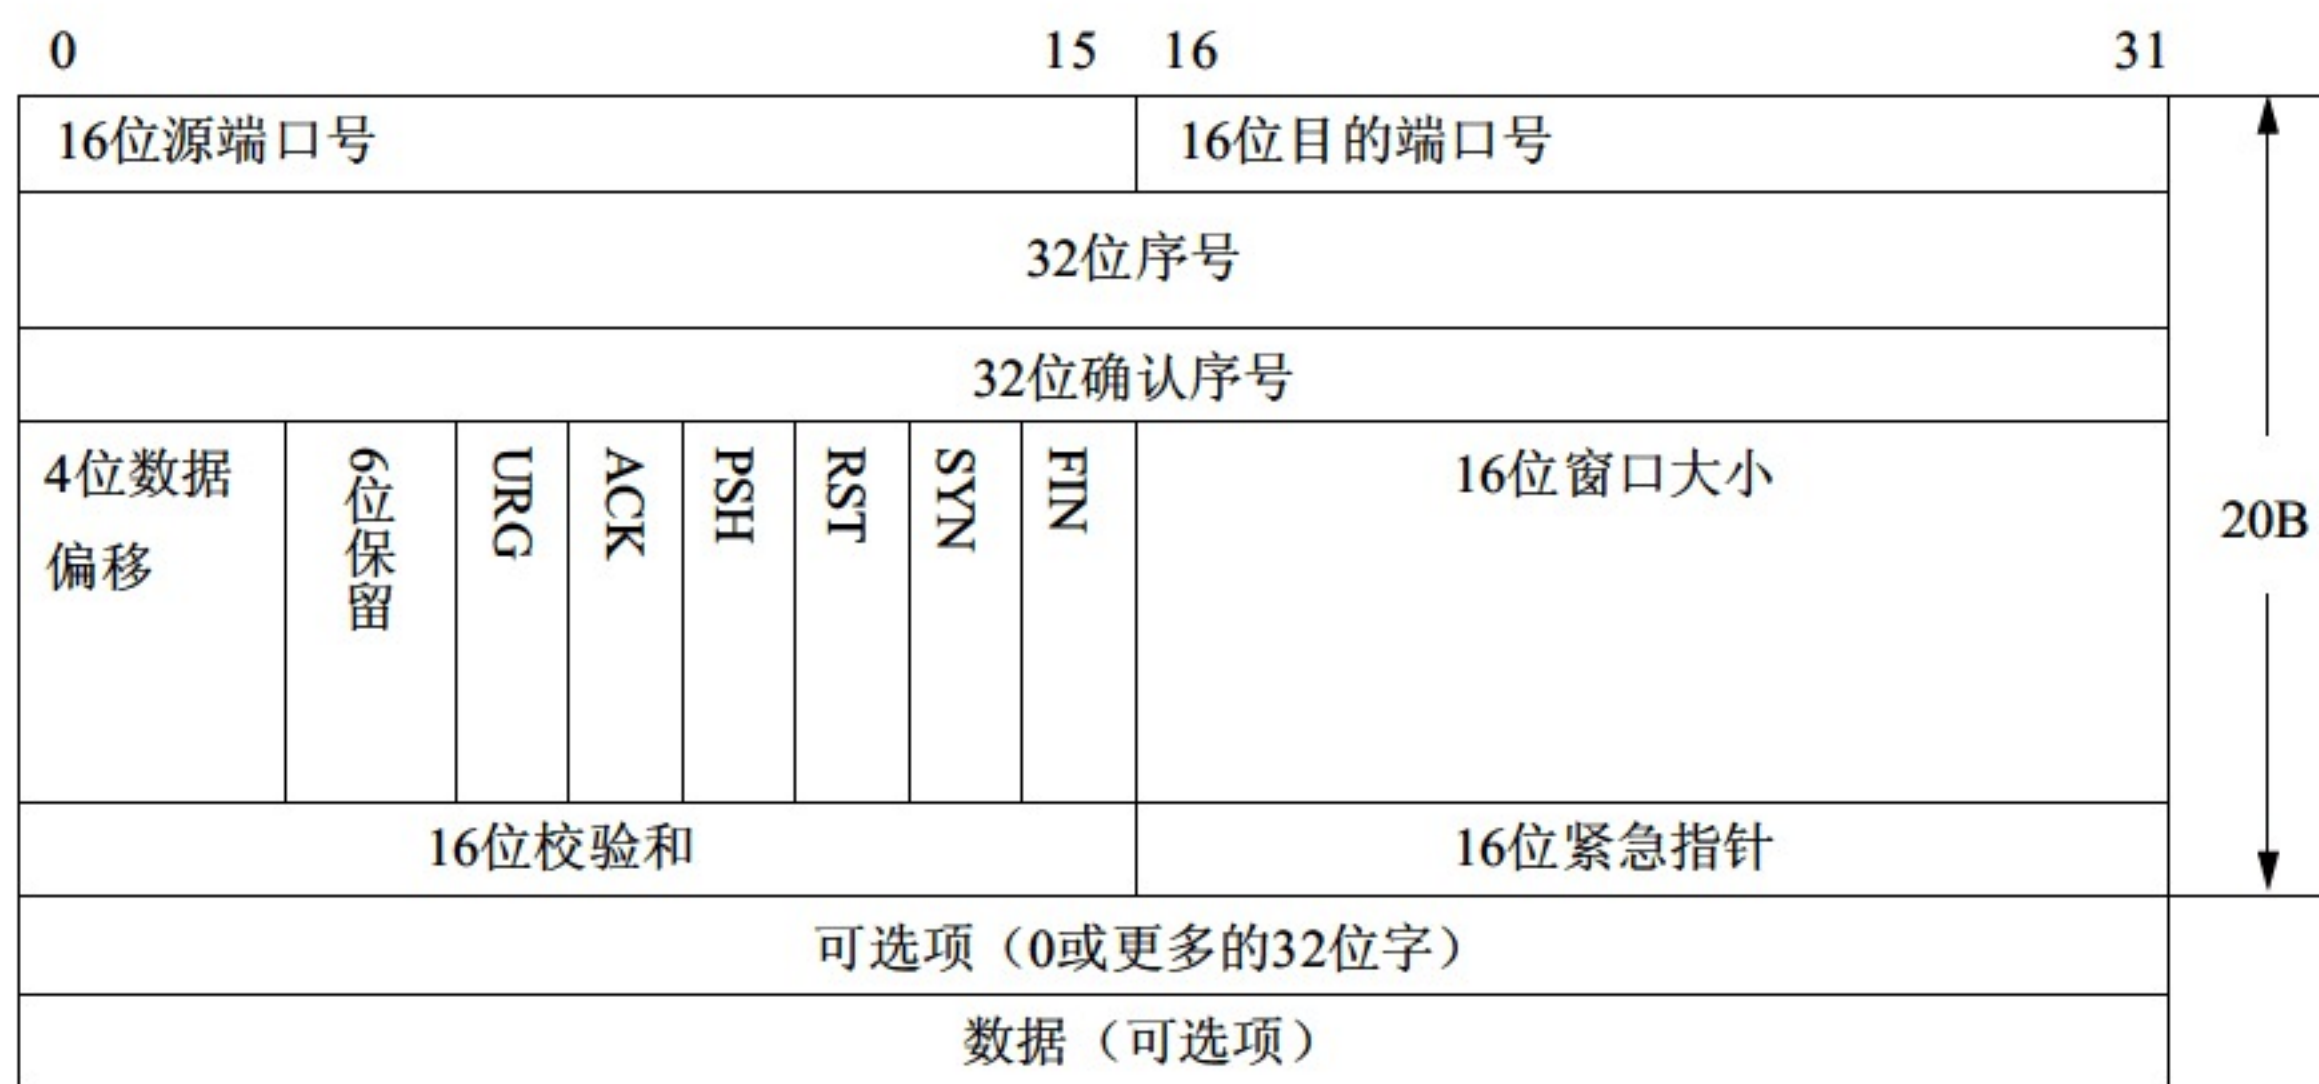 0 15 16 31
16位源端口号 16位目的端口号
32位序号
32位确认序号
4位数据
偏移
6位保留
URG
ACK
PSH
RST
SYN
FIN
16位窗口大小
20B
16位校验和 16位紧急指针
可选项（0或更多的32位字）
数据（可选项）